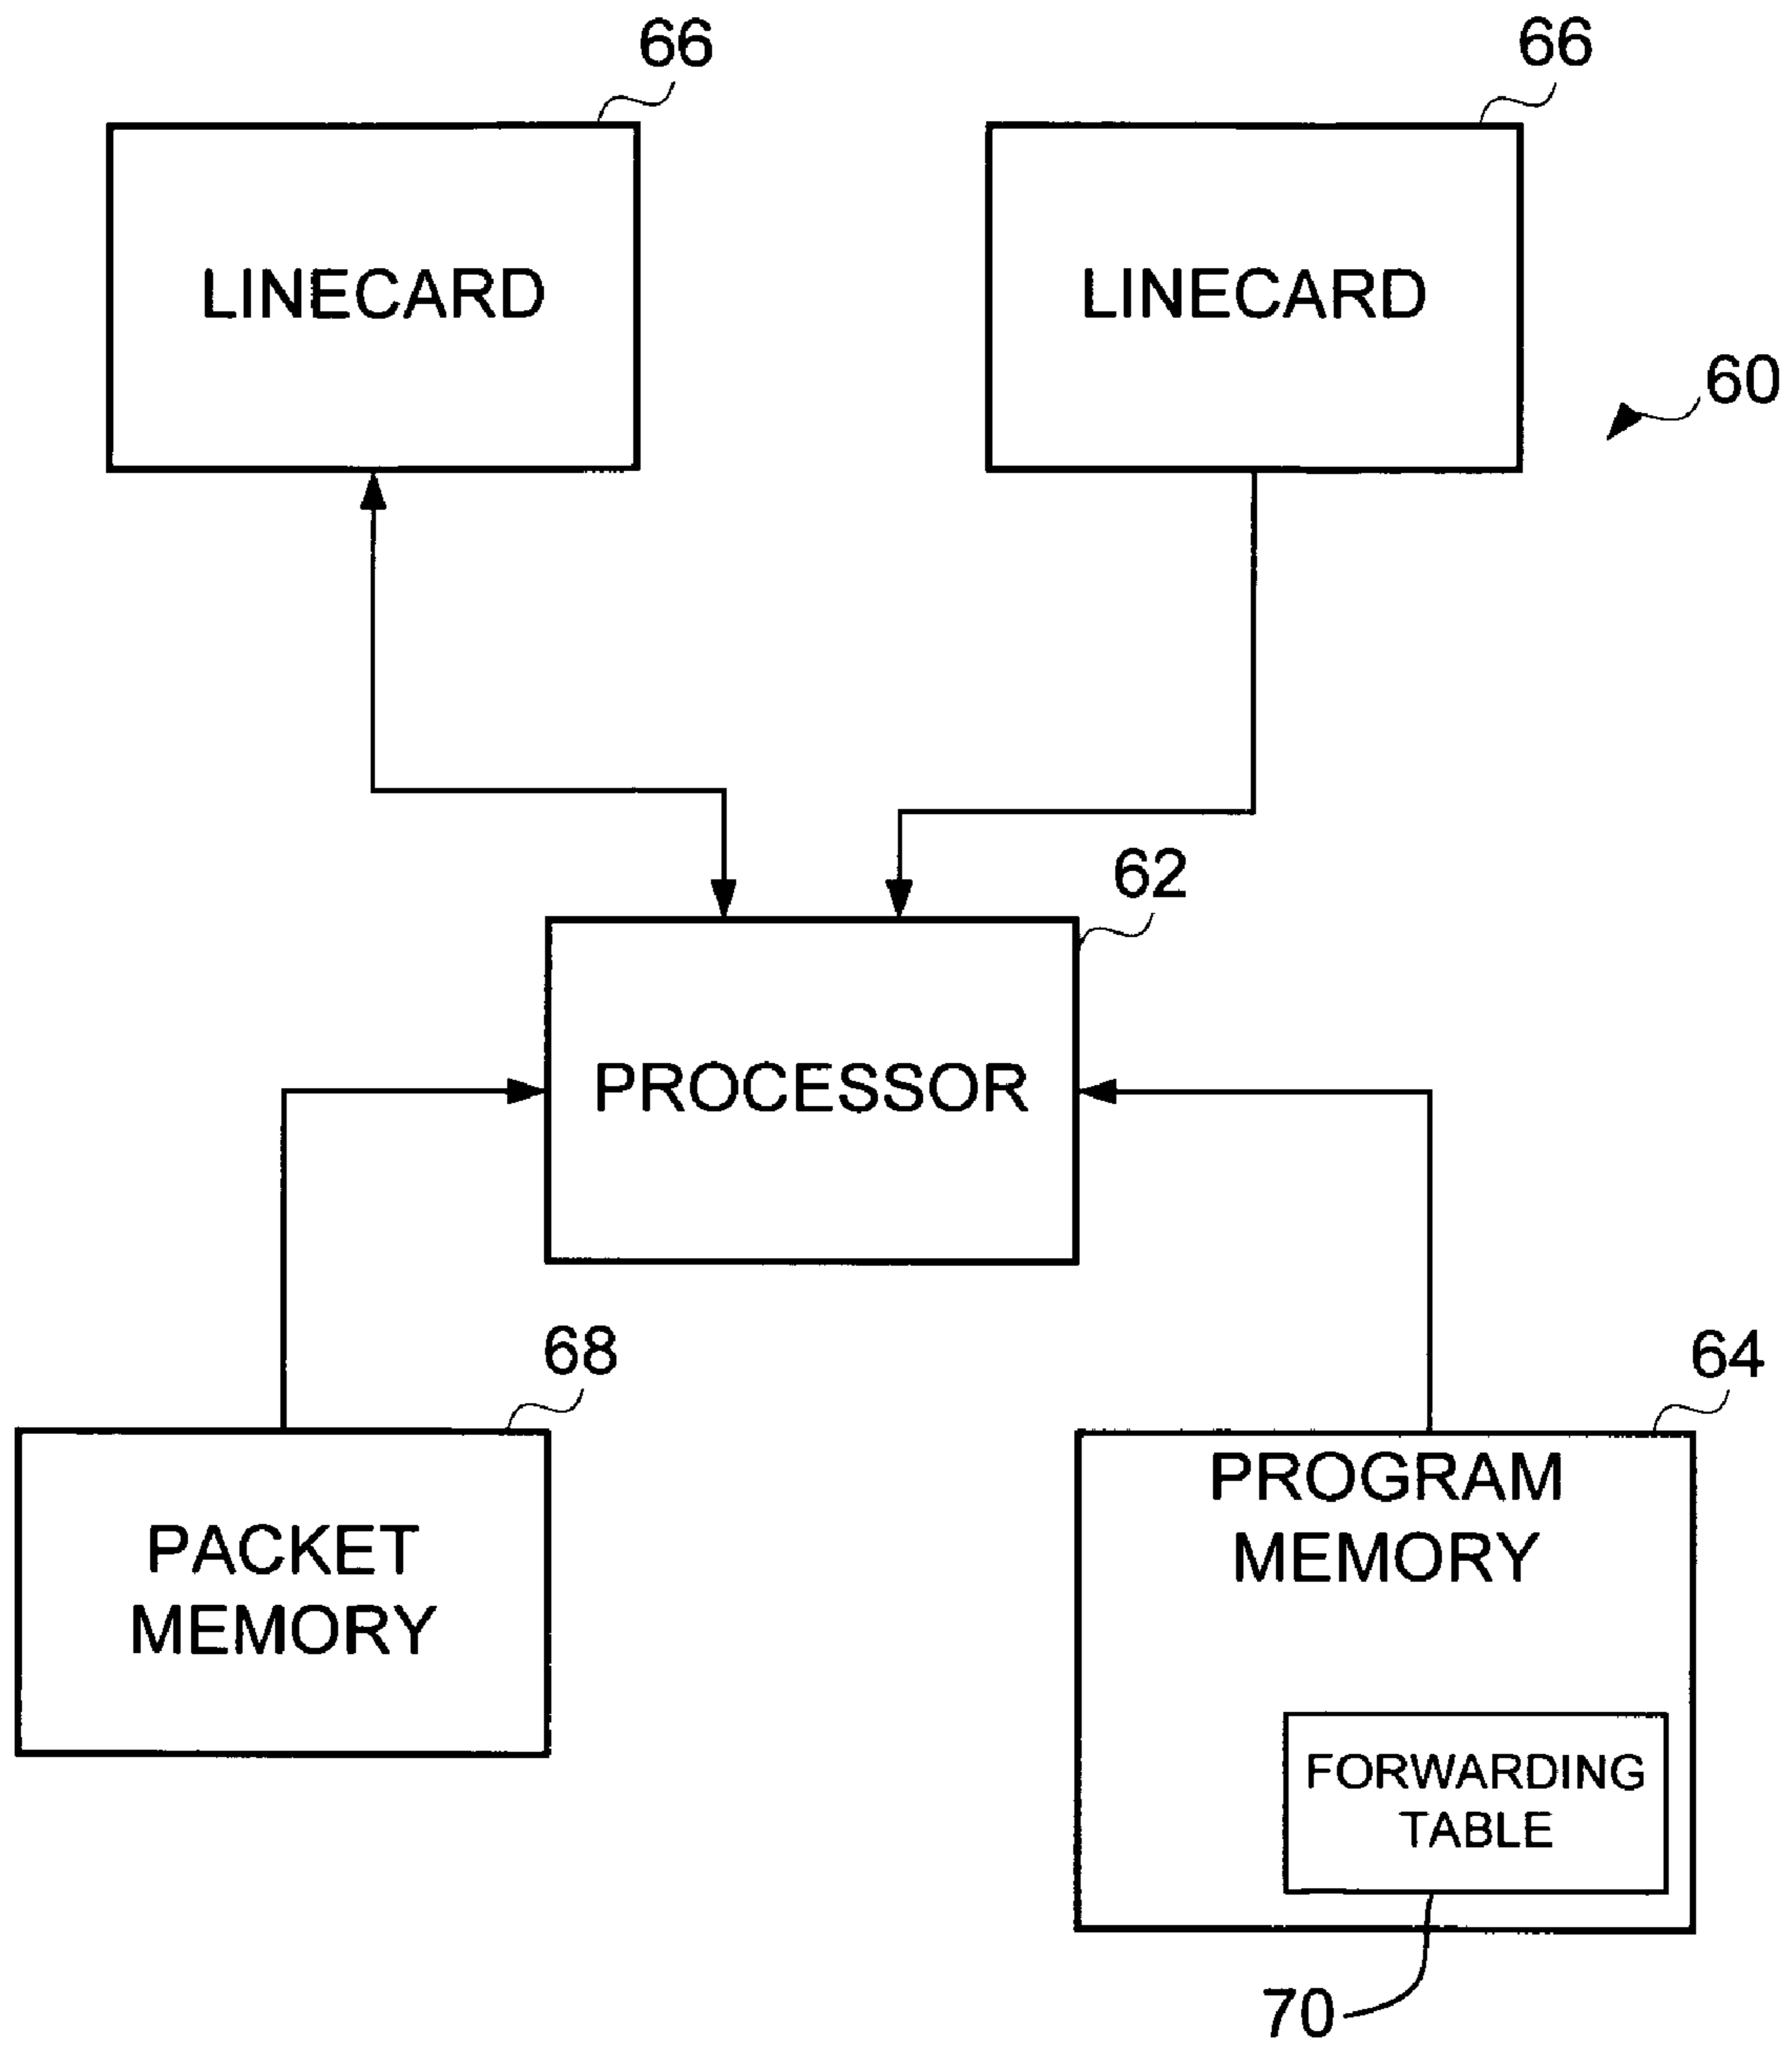 66
66
LINECARD
LINECARD
60
62
PROCESSOR
68
64
PACKET
MEMORY
PROGRAM
MEMORY
FORWARDING
TABLE
70